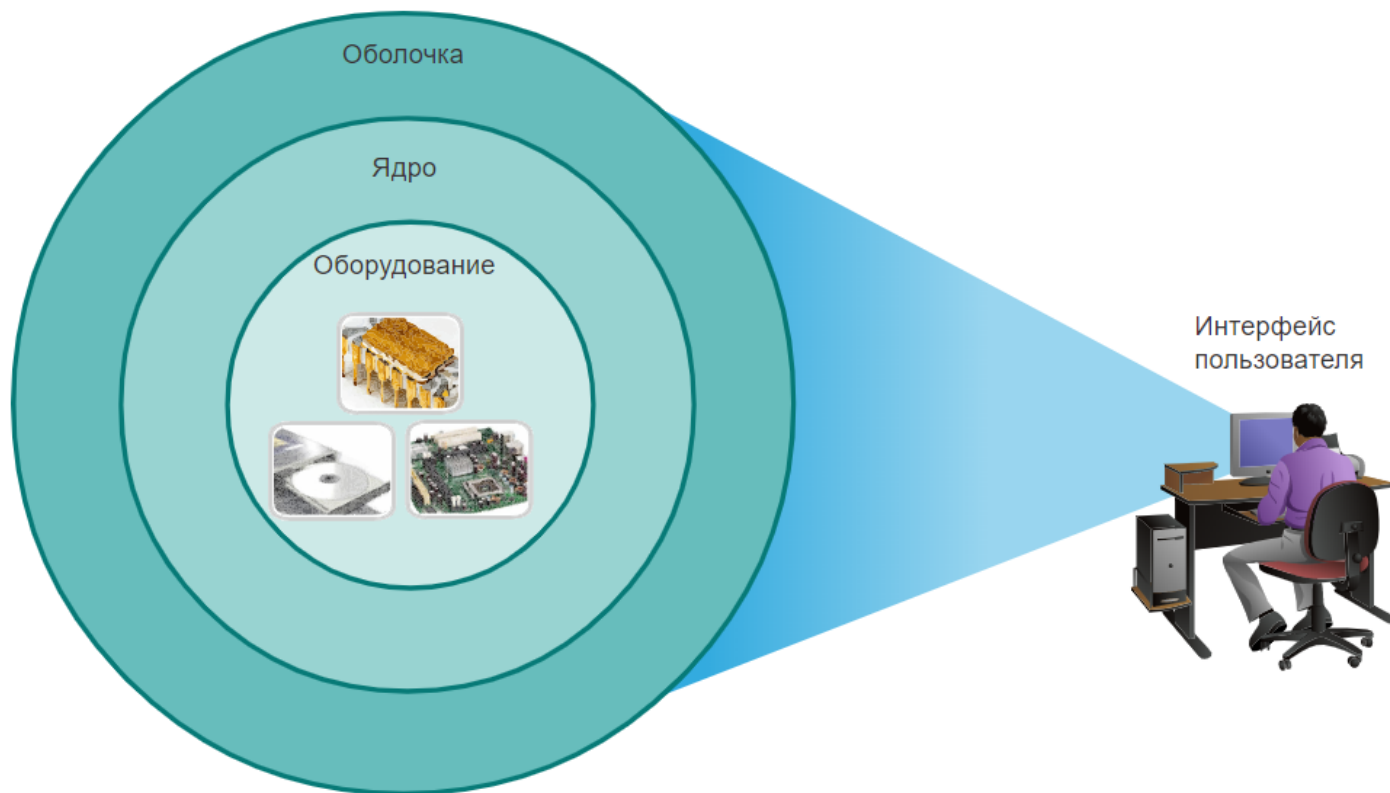 Оболочка
Ядро
Оборудование
Интерфейс
пользователя